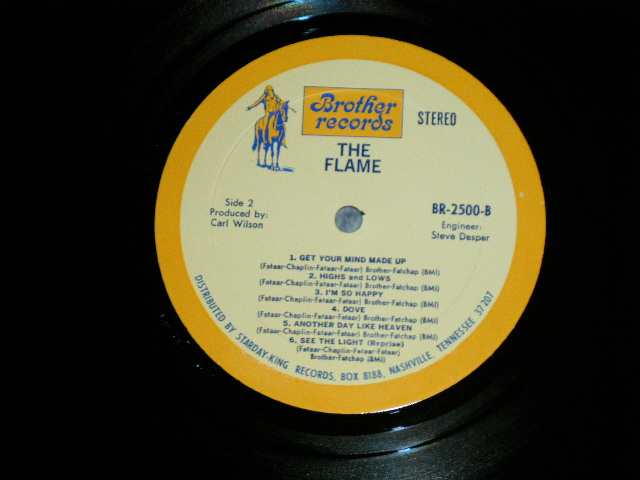 Brother
records
STEREO
THE
FLAME
Side 2
Produced by:
Carl Wilson
BR-2500-B
Engineer:
Steve Desper
1. GET YOUR MIND MADE UP
(Fataar-Chaplin-Fataar-Fataar) Brother-Fatchap (BMI)
2. HIGHS and LOWS
(Fataar-Chaplin-Fataar-Fataar) Brother-Fatchap (BMI)
3. I'M SO HAPPY
(Fataar-Chaplin-Fataar-Fataar) Brother-Fatchap (BMI)
4. DOVE
(Fataar-Chaplin-Fataar-Fataar) Brother-Fatchap (BMI)
5. ANOTHER DAY LIKE HEAVEN
(Fataar-Chaplin-Fataar-Fataar) Brother-Fatchap (BMI)
6. SEE THE LIGHT (Reprise)
(Fataar-Chaplin-Fataar-Fataar)
Brother-Fatchap (BMI)
DISTRIBUTED BY STARDAY-KING RECORDS, BOX 8188, NASHVILLE, TENNESSEE 37207